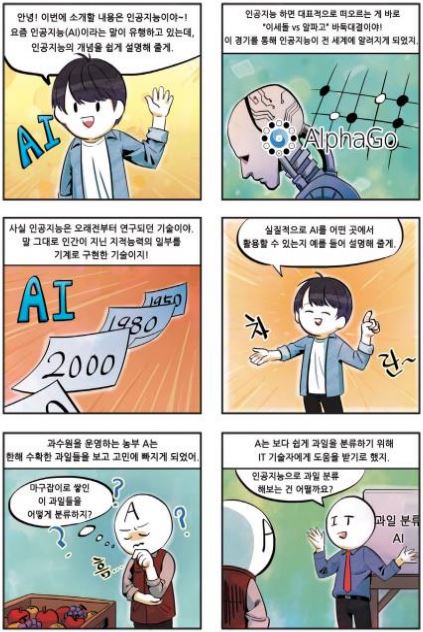 안녕! 이번에 소개할 내용은 인공지능이야~!
요즘 인공지능(AI)이라는 말이 유행하고 있는데,
인공지능의 개념을 쉽게 설명해 줄게.
AI
인공지능 하면 대표적으로 떠오르는 게 바로
"이세돌 vs 알파고" 바둑대결이야!
이 경기를 통해 인공지능이 전 세계에 알려지게 되었지.
AlphaGo
사실 인공지능은 오래전부터 연구되던 기술이야.
말 그대로 인간이 지닌 지적능력의 일부를
기계로 구현한 기술이지!
AI
1950
1980
2000
실질적으로 AI를 어떤 곳에서
활용할 수 있는지 예를 들어 설명해 줄게.
차
란~
과수원을 운영하는 농부 A는
한해 수확한 과일들을 보고 고민에 빠지게 되었어.
마구잡이로 쌓인
이 과일들을
어떻게 분류하지?
?
?
?
A
흠...
A는 보다 쉽게 과일을 분류하기 위해
IT 기술자에게 도움을 받기로 했지.
인공지능으로 과일 분류
해보는 건 어떨까요?
A
IT
과일 분류
AI